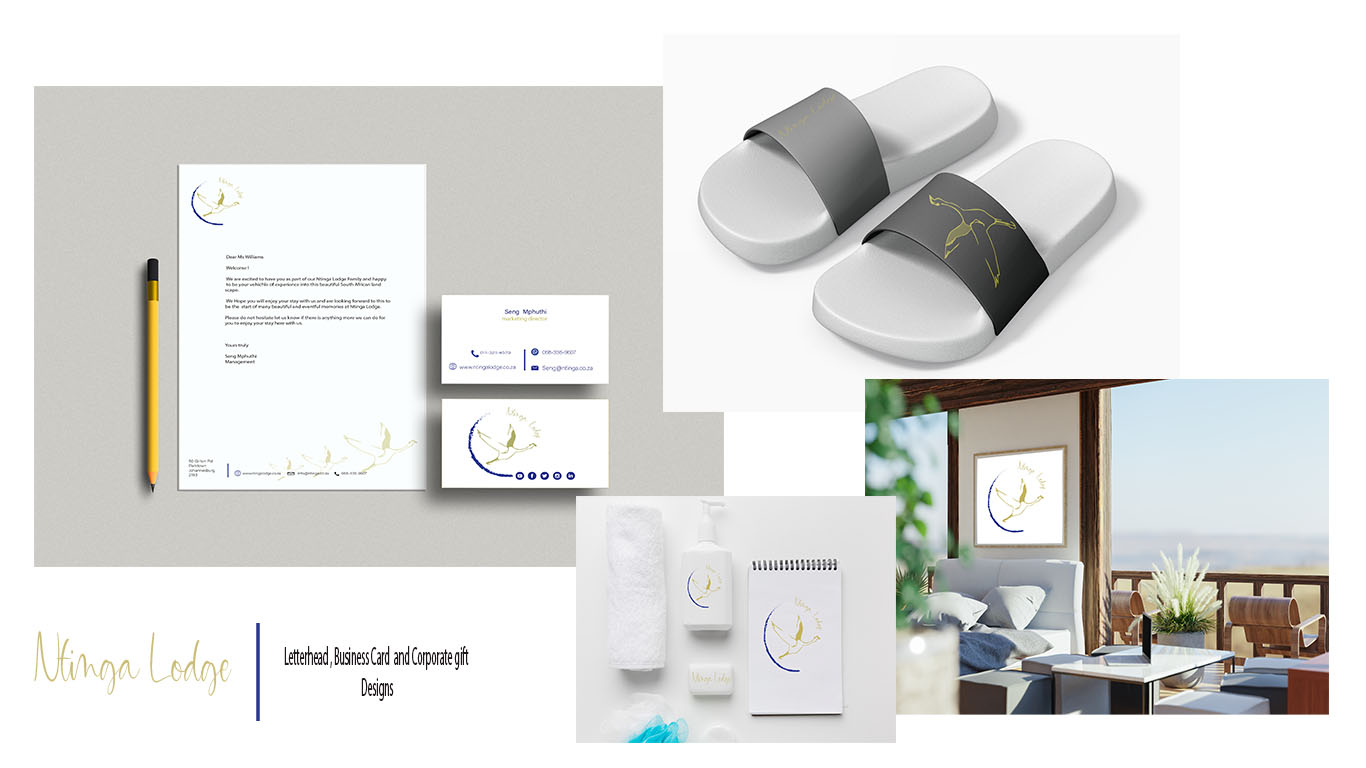 Ntinga Lodge
Dear Ms Williams
Welcome !
We are excited to have you as part of our Ntinga Lodge Family and happy
to be your vehichle of experience into this beautiful South African land
scape.
We Hope you will enjoy your stay with us and are looking forward to this to
be the start of many beautiful and eventful memories at Ntinga Lodge.
Please do not hesitate let us know if there is anything more we can do for
you to enjoy your stay here with us.
Yours truly
Seng Mphuthi
Management
Johannesburg
www.ntingalodge.co.za
Seng Mphuthi
marketing director
068-336-9607
www.ntingalodge.co.za
Seng@ntinga.co.za
Ntinga Lodge
Ntinga Lodge
Ntinga Lodge
Ntinga Lodge
Ntinga Lodge
Ntinga Lodge
Ntinga Lodge
Letterhead, Business Card and Corporate gift
Designs